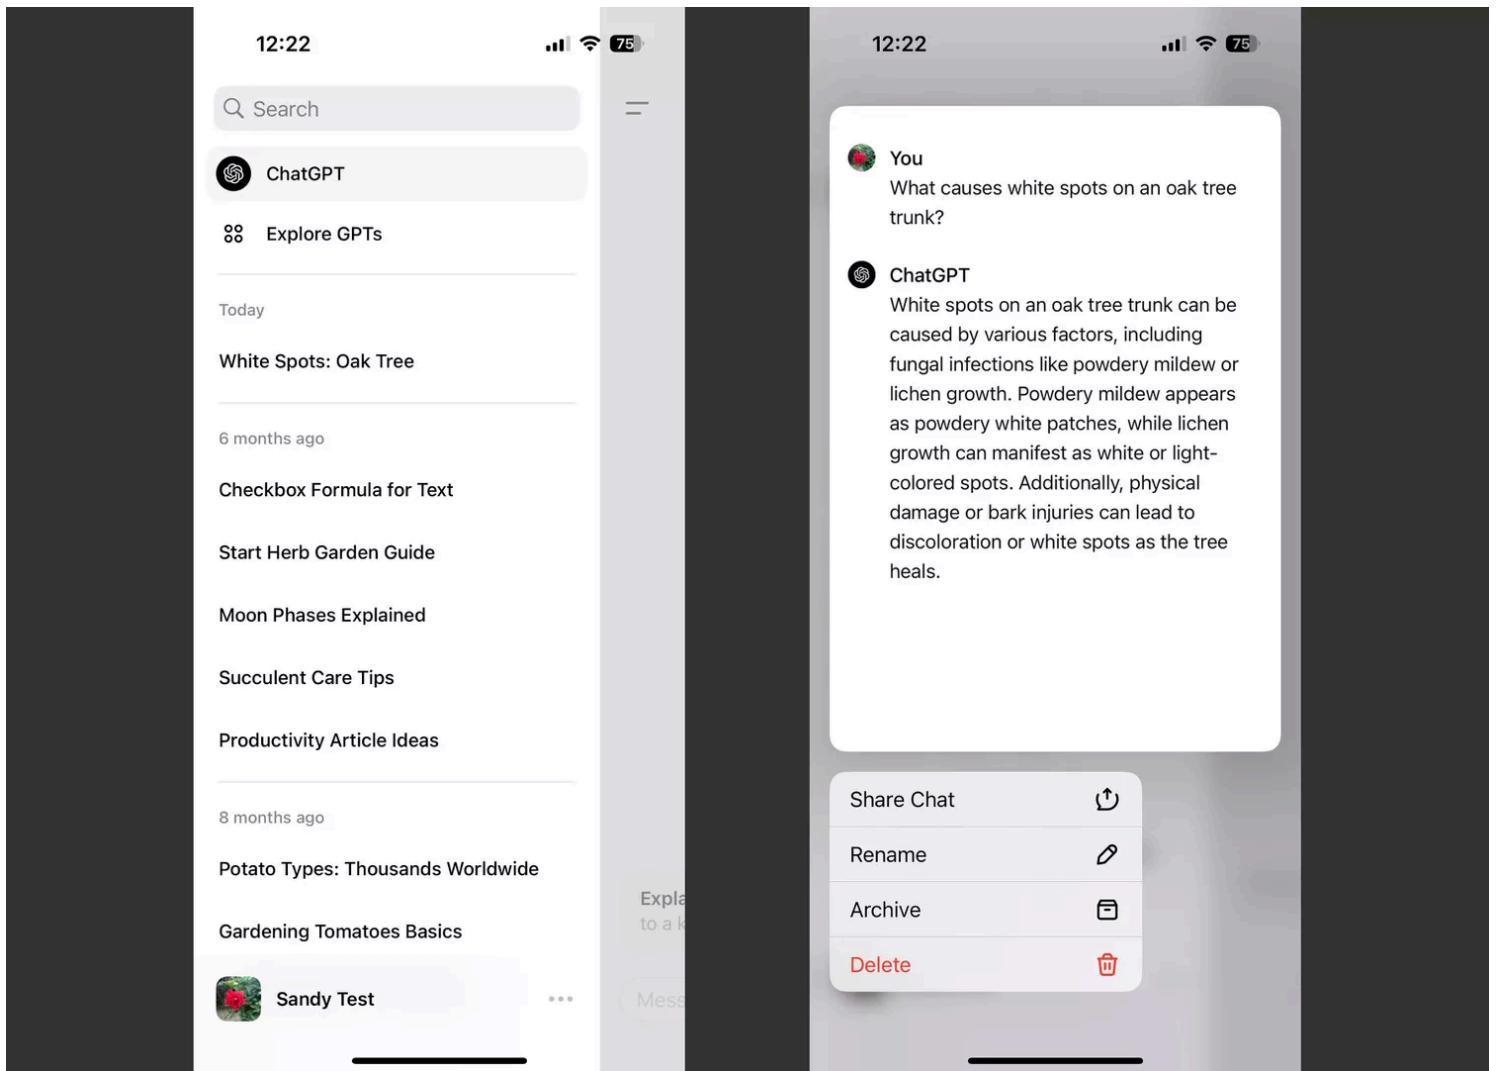 12:22
75
Search
ChatGPT
Explore GPTs
Today
White Spots: Oak Tree
6 months ago
Checkbox Formula for Text
Start Herb Garden Guide
Moon Phases Explained
Succulent Care Tips
Productivity Article Ideas
8 months ago
Potato Types: Thousands Worldwide
Gardening Tomatoes Basics
Sandy Test
Expla
to a k
Mess
12:22
75
You
What causes white spots on an oak tree
trunk?
ChatGPT
White spots on an oak tree trunk can be
caused by various factors, including
fungal infections like powdery mildew or
lichen growth. Powdery mildew appears
as powdery white patches, while lichen
growth can manifest as white or light-
colored spots. Additionally, physical
damage or bark injuries can lead to
discoloration or white spots as the tree
heals.
Share Chat
Rename
Archive
Delete